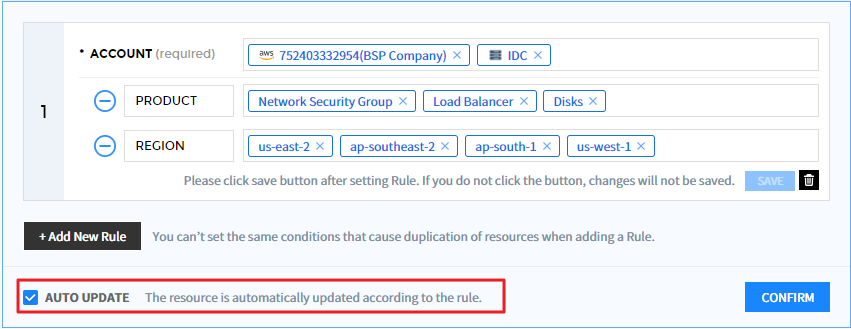 * ACCOUNT (required) aws 752403332954(BSP Company) × IDC ×
1
PRODUCT Network Security Group × Load Balancer × Disks ×
REGION us-east-2 × ap-southeast-2 × ap-south-1 × us-west-1 ×
Please click save button after setting Rule. If you do not click the button, changes will not be saved. SAVE
+ Add New Rule You can't set the same conditions that cause duplication of resources when adding a Rule.
AUTO UPDATE The resource is automatically updated according to the rule. CONFIRM